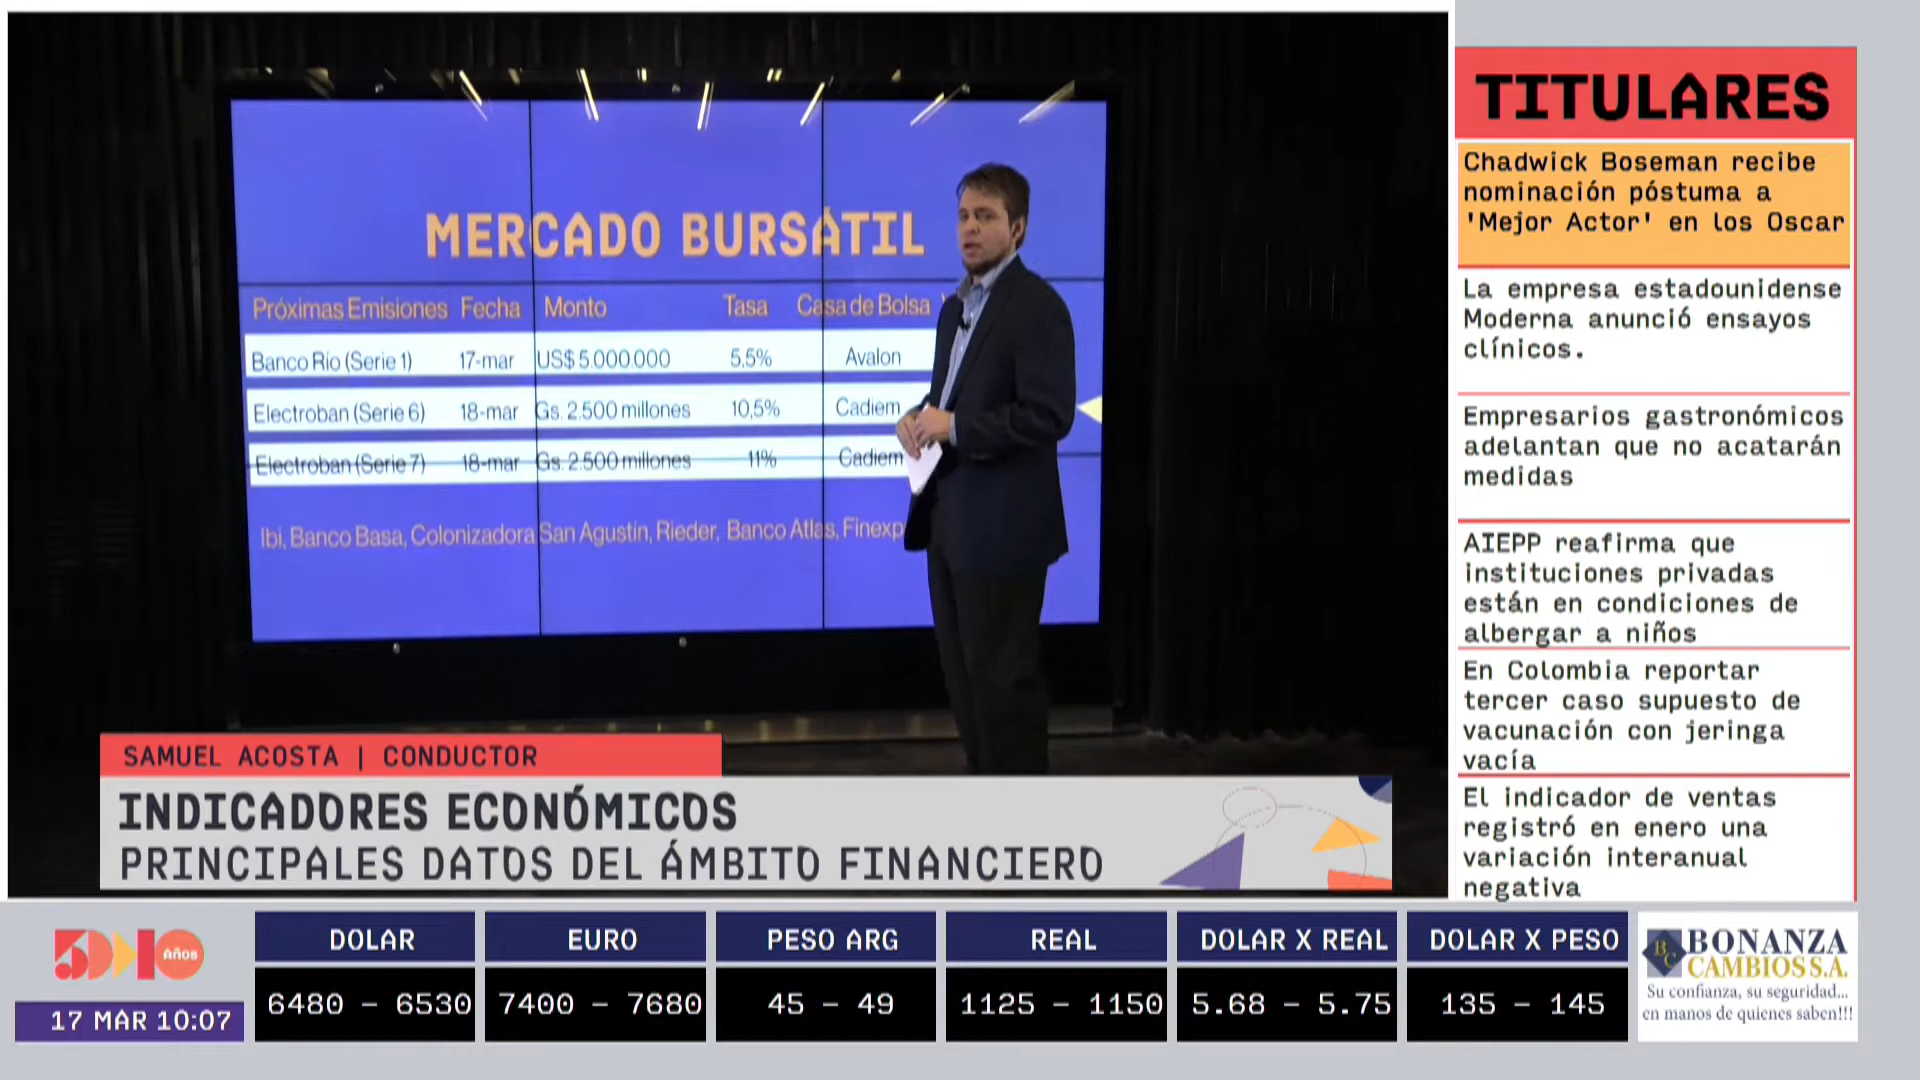 MERCADO BURSÁTIL
Próximas Emisiones Fecha Monto Tasa Casa de Bolsa
Banco Río (Serie 1) 17-mar US$ 5.000.000 5,5% Avalon
Electroban (Serie 6) 18-mar Gs. 2.500 millones 10,5% Cadiem
Electroban (Serie 7) 18-mar Gs. 2.500 millones 11% Cadiem
Ibi, Banco Basa, Colonizadora San Agustin, Rieder, Banco Atlas, Finexp
SAMUEL ACOSTA | CONDUCTOR
INDICADORES ECONÓMICOS
PRINCIPALES DATOS DEL ÁMBITO FINANCIERO
TITULARES
Chadwick Boseman recibe
nominación póstuma a
'Mejor Actor' en los Oscar
La empresa estadounidense
Moderna anunció ensayos
clínicos.
Empresarios gastronómicos
adelantan que no acatarán
medidas
AIEPP reafirma que
instituciones privadas
están en condiciones de
albergar a niños
En Colombia reportar
tercer caso supuesto de
vacunación con jeringa
vacía
El indicador de ventas
registró en enero una
variación interanual
negativa
5D 10 Años
17 MAR 10:07
DOLAR
6480 - 6530
EURO
7400 - 7680
PESO ARG
45 - 49
REAL
1125 - 1150
DOLAR X REAL
5.68 - 5.75
DOLAR X PESO
135 - 145
BC
BONANZA
CAMBIOS S.A.
Su confianza, su seguridad...
en manos de quienes saben!!!